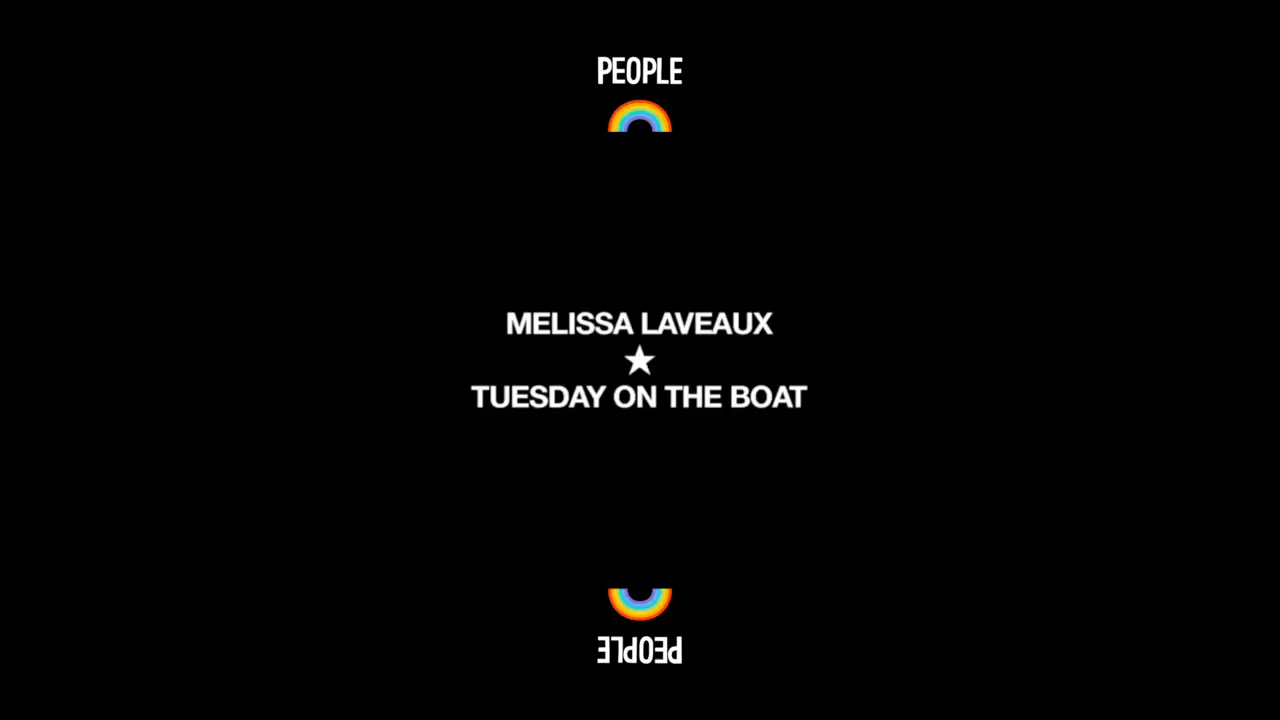 PEOPLE
MELISSA LAVEAUX
★
TUESDAY ON THE BOAT
PEOPLE